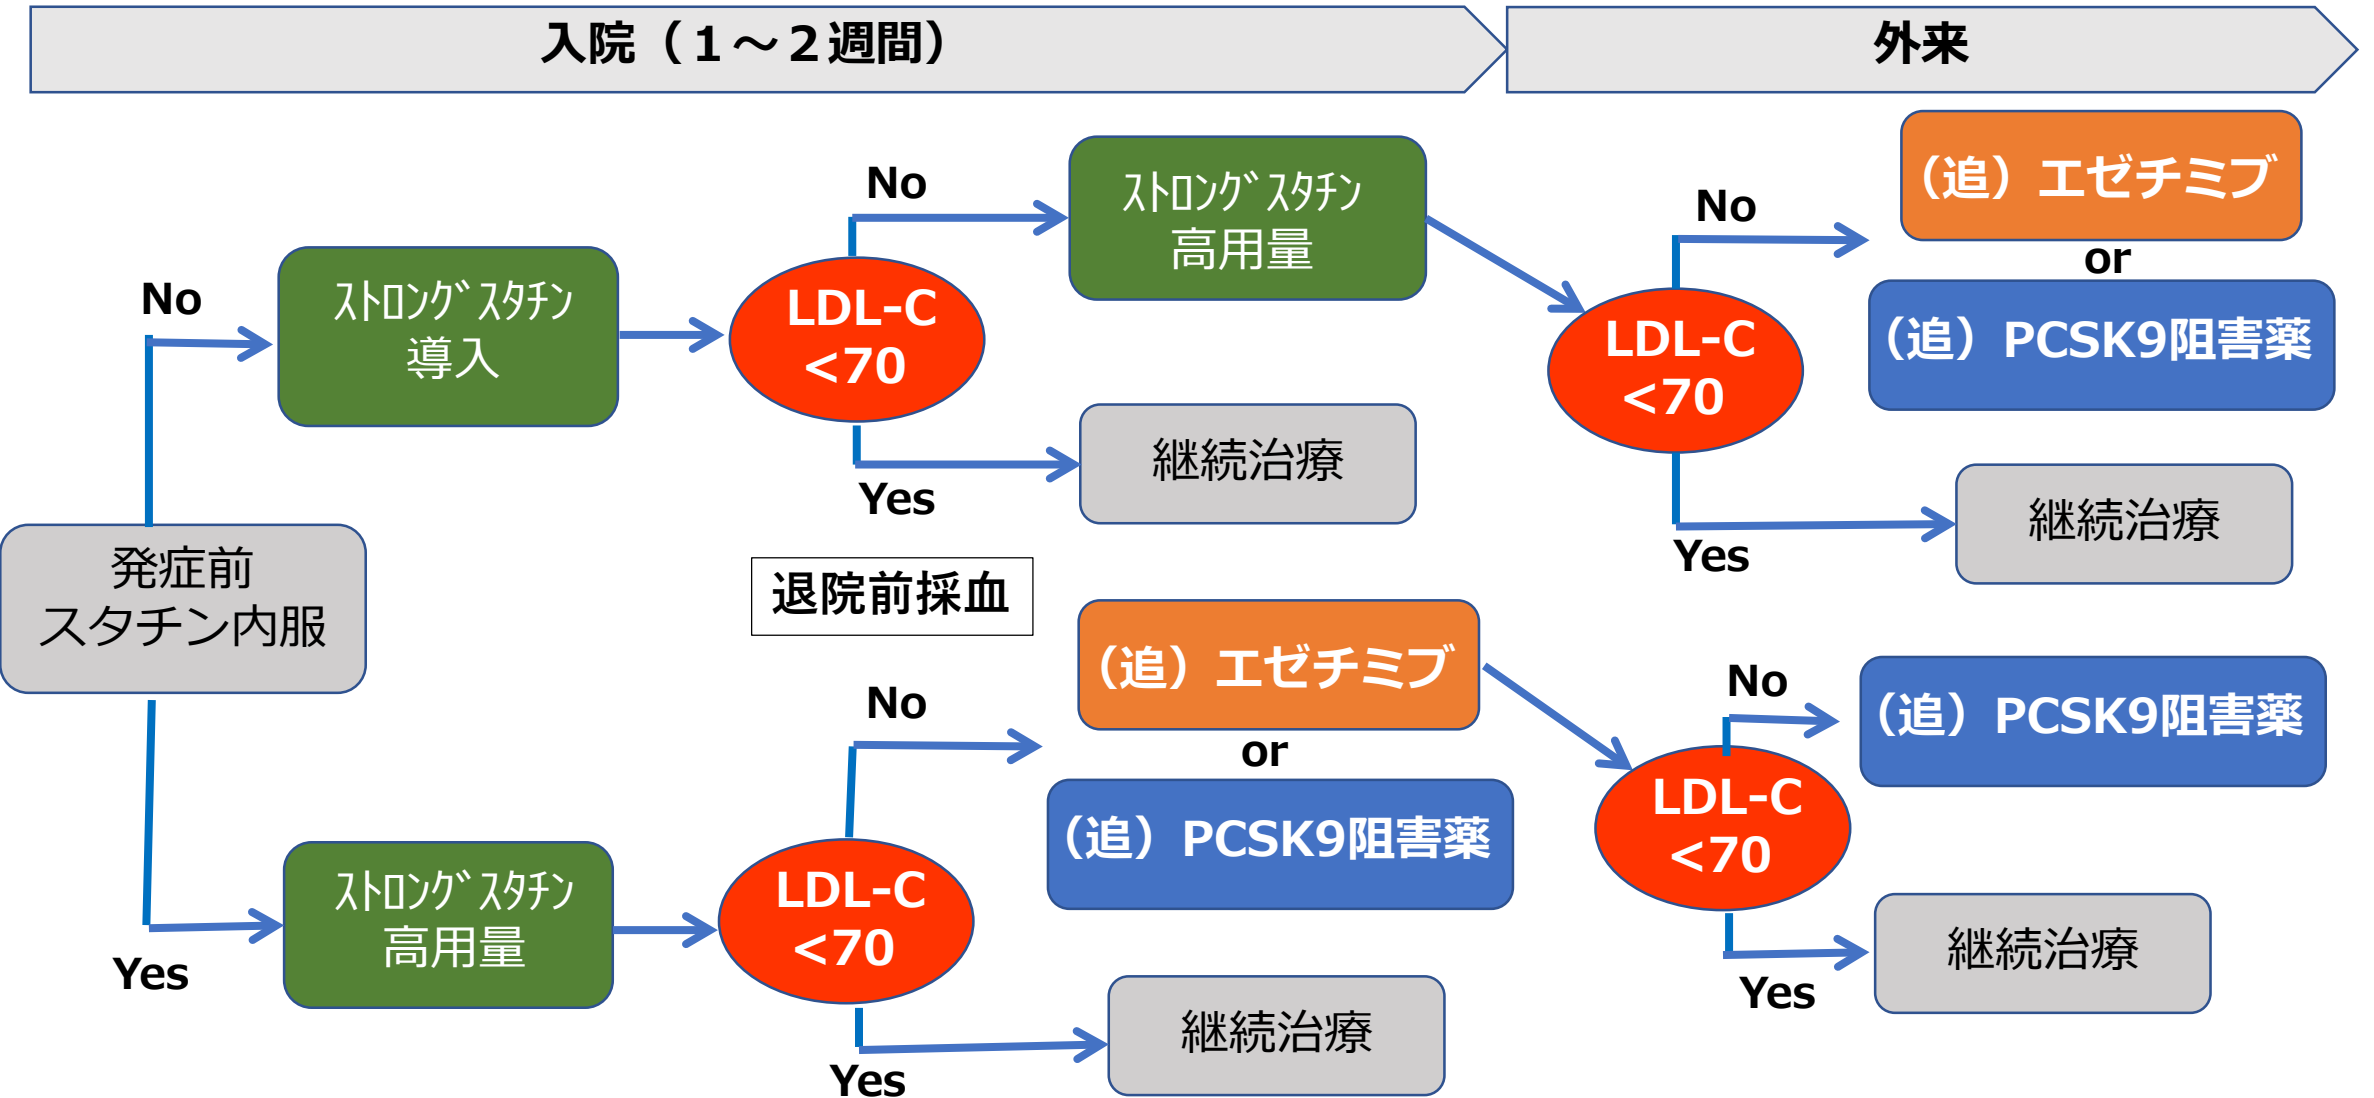 入院（１～２週間）
外来
No
ｽﾄﾛﾝｸﾞｽﾀﾁﾝ
導入
LDL-C
<70
No
ｽﾄﾛﾝｸﾞｽﾀﾁﾝ
高用量
Yes
継続治療
LDL-C
<70
No
（追）エゼチミブ
or
（追）PCSK9阻害薬
Yes
継続治療
発症前
スタチン内服
退院前採血
Yes
ｽﾄﾛﾝｸﾞｽﾀﾁﾝ
高用量
LDL-C
<70
No
（追）エゼチミブ
or
（追）PCSK9阻害薬
Yes
継続治療
LDL-C
<70
No
（追）PCSK9阻害薬
Yes
継続治療